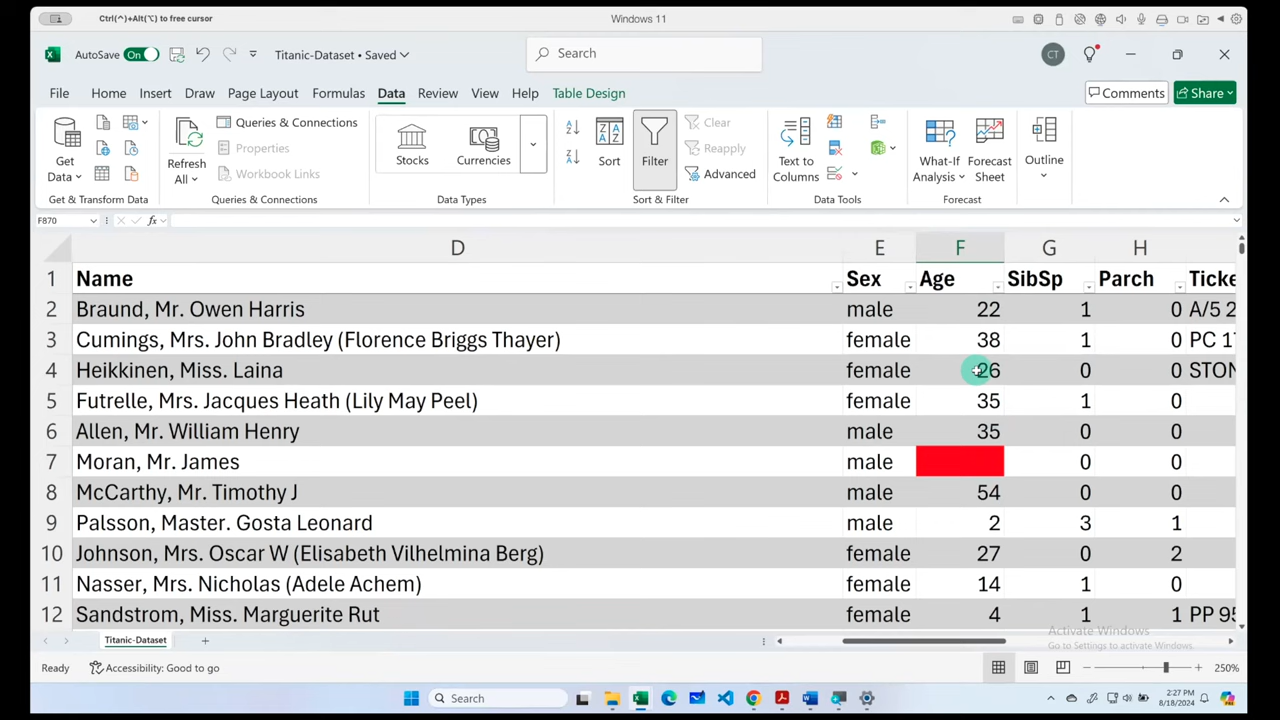 Ctrl(^)+Alt(⌥) to free cursor
Windows 11
AutoSave On
Titanic-Dataset • Saved
Search
CT
File Home Insert Draw Page Layout Formulas Data Review View Help Table Design
Comments Share
Get Data
Get & Transform Data
Refresh All
Queries & Connections
Properties
Workbook Links
Queries & Connections
Stocks Currencies
Data Types
Sort
Filter
Clear
Reapply
Advanced
Sort & Filter
Text to Columns
Data Tools
What-If Analysis
Forecast Sheet
Forecast
Outline
F870 fx
D E F G H
1 Name Sex Age SibSp Parch Ticke
2 Braund, Mr. Owen Harris male 22 1 0 A/5 2
3 Cumings, Mrs. John Bradley (Florence Briggs Thayer) female 38 1 0 PC 17
4 Heikkinen, Miss. Laina female 26 0 0 STON
5 Futrelle, Mrs. Jacques Heath (Lily May Peel) female 35 1 0
6 Allen, Mr. William Henry male 35 0 0
7 Moran, Mr. James male 0 0
8 McCarthy, Mr. Timothy J male 54 0 0
9 Palsson, Master. Gosta Leonard male 2 3 1
10 Johnson, Mrs. Oscar W (Elisabeth Vilhelmina Berg) female 27 0 2
11 Nasser, Mrs. Nicholas (Adele Achem) female 14 1 0
12 Sandstrom, Miss. Marguerite Rut female 4 1 1 PP 95
Activate Windows
Go to Settings to activate Windows.
Titanic-Dataset
Ready Accessibility: Good to go 250%
Search
2:27 PM
8/18/2024